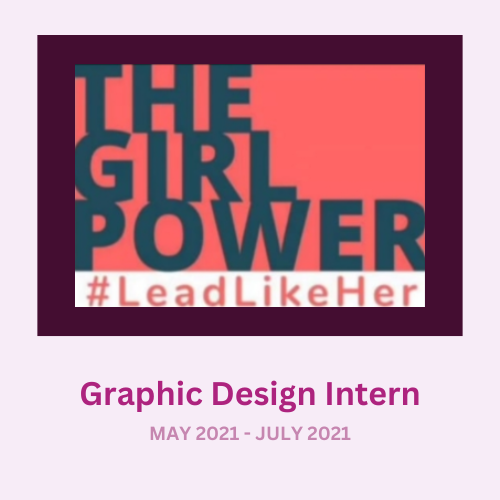 THE
GIRL
POWER
#LeadLikeHer
Graphic Design Intern
MAY 2021 - JULY 2021